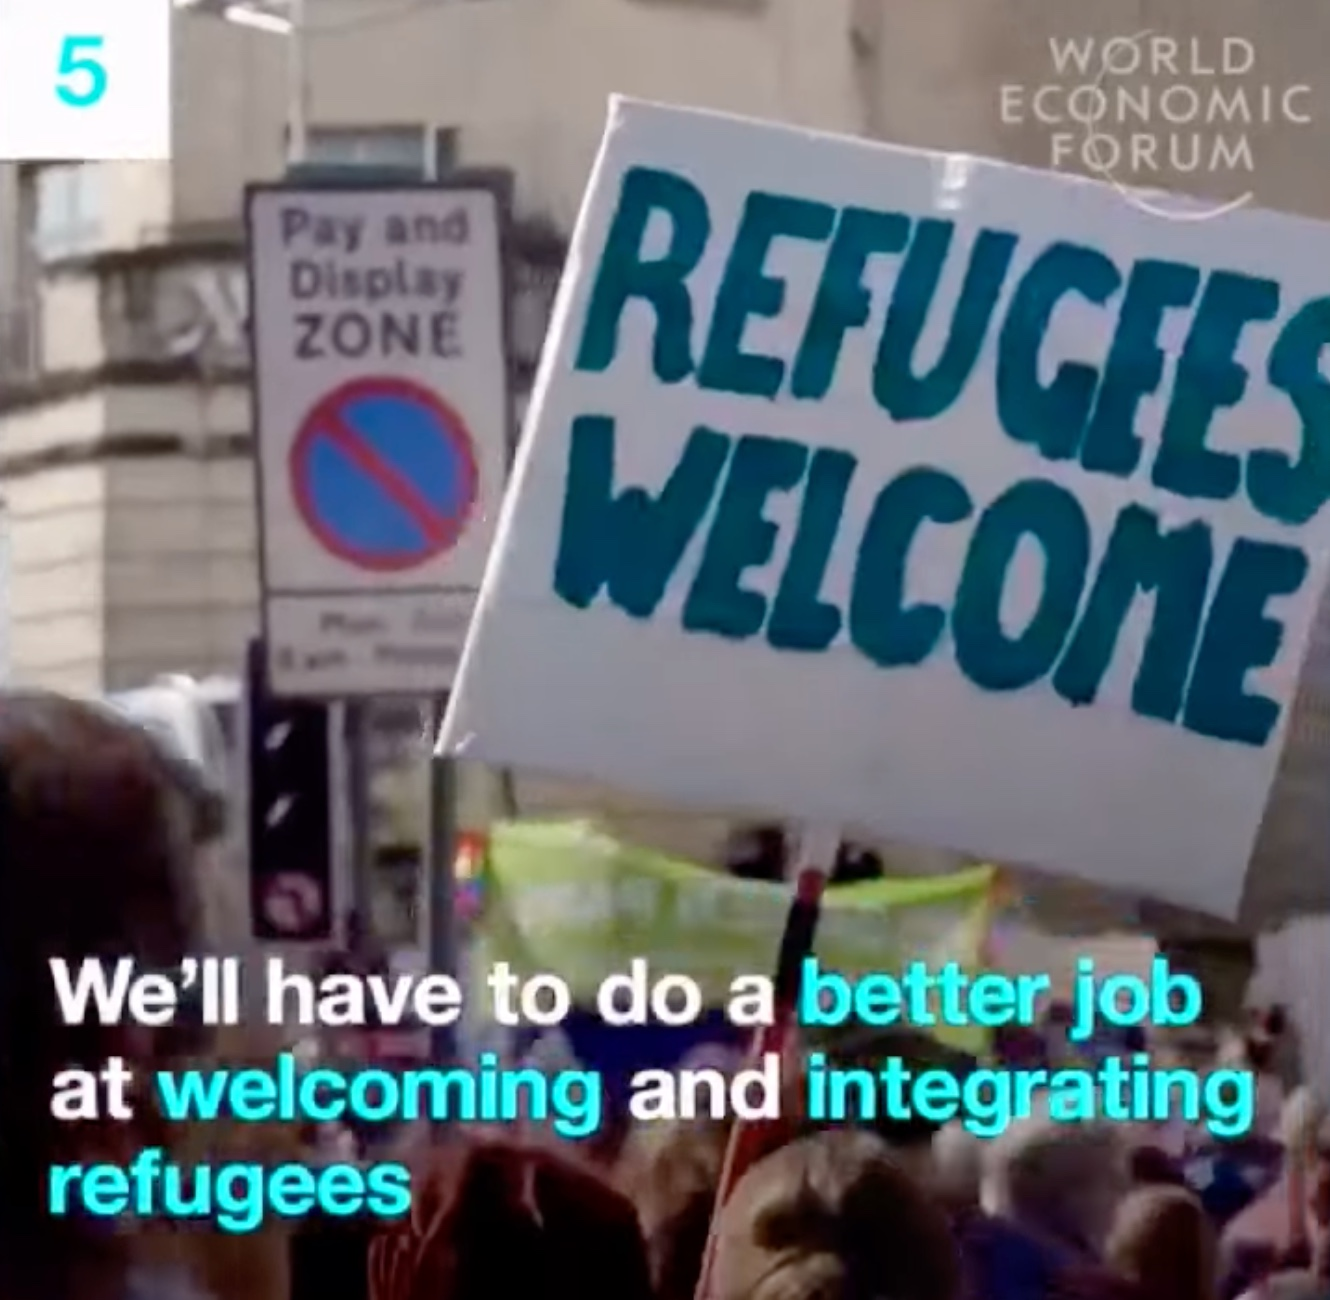 5
WORLD
ECONOMIC
FORUM
Pay and
Display
ZONE
REFUGEES
WELCOME
We'll have to do a better job
at welcoming and integrating
refugees